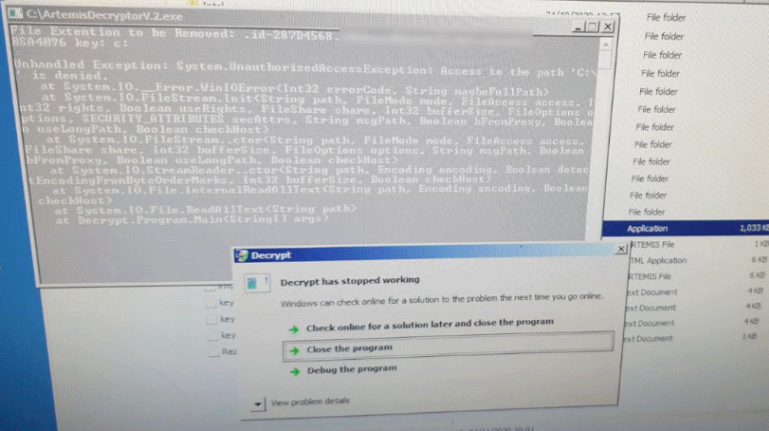 C:\ArtemisDecryptorV.2.exe
File Extention to be Removed: .id-287D4568.
RSA4096 key: c:
Unhandled Exception: System.UnauthorizedAccessException: Access to the path 'C:\
' is denied.
at System.IO.__Error.WinIOError(Int32 errorCode, String maybeFullPath)
at System.IO.FileStream.Init(String path, FileMode mode, FileAccess access, I
nt32 rights, Boolean useRights, FileShare share, Int32 bufferSize, FileOptions o
ptions, SECURITY_ATTRIBUTES secAttrs, String msgPath, Boolean bFromProxy, Boolea
n useLongPath, Boolean checkHost)
at System.IO.FileStream..ctor(String path, FileMode mode, FileAccess access,
FileShare share, Int32 bufferSize, FileOptions options, String msgPath, Boolean
bFromProxy, Boolean useLongPath, Boolean checkHost)
at System.IO.StreamReader..ctor(String path, Encoding encoding, Boolean detec
tEncodingFromByteOrderMarks, Int32 bufferSize, Boolean checkHost)
at System.IO.File.InternalReadAllText(String path, Encoding encoding, Boolean
checkHost)
at System.IO.File.ReadAllText(String path)
at Decrypt.Program.Main(String[] args)
File folder
File folder
File folder
File folder
File folder
File folder
File folder
File folder
File folder
File folder
File folder
Application 1,033 KB
RTEMIS File 1 KB
TML Application 6 KB
RTEMIS File 6 KB
ext Document 4 KB
ext Document 4 KB
ext Document 4 KB
ext Document 1 KB
key
key
key
Rea
Decrypt
Decrypt has stopped working
Windows can check online for a solution to the problem the next time you go online.
Check online for a solution later and close the program
Close the program
Debug the program
View problem details